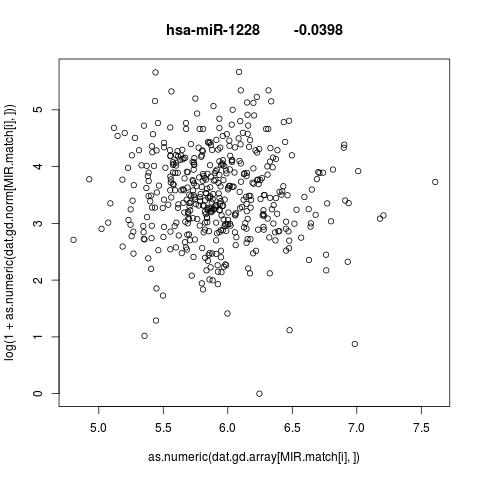 hsa-miR-1228 -0.0398
log(1 + as.numeric(dat.gd.norm[MIR.match[i], ]))
5
4
3
2
1
0
5.0 5.5 6.0 6.5 7.0 7.5
as.numeric(dat.gd.array[MIR.match[i], ])